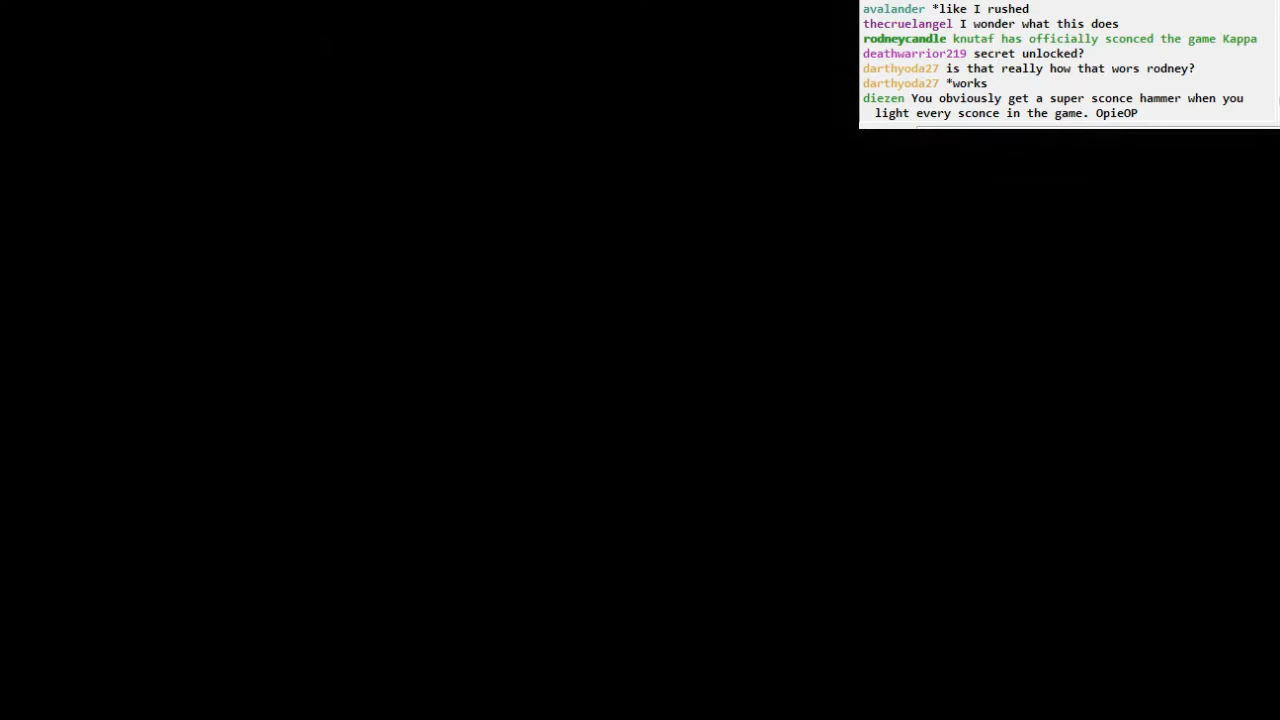 avalander *like I rushed
thecruelangel I wonder what this does
rodneycandle knutaf has officially sconced the game Kappa
deathwarrior219 secret unlocked?
darthyoda27 is that really how that wors rodney?
darthyoda27 *works
diezen You obviously get a super sconce hammer when you
light every sconce in the game. OpieOP